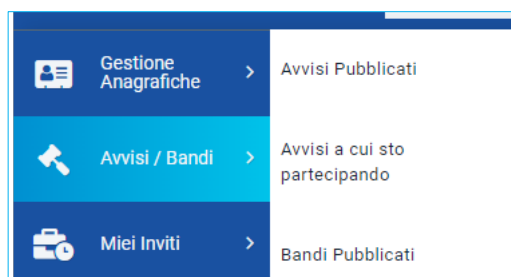 Gestione
Anagrafiche
Avvisi / Bandi
Miei Inviti
Avvisi Pubblicati
Avvisi a cui sto
partecipando
Bandi Pubblicati